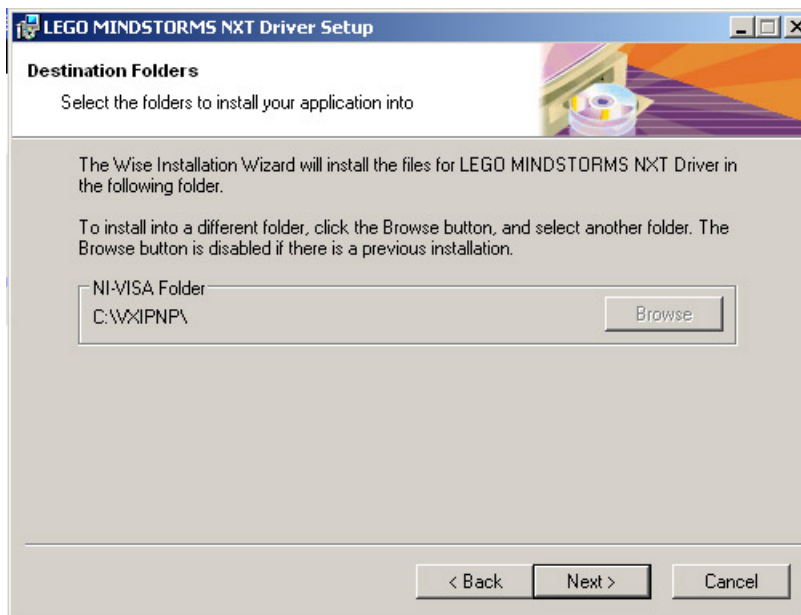 LEGO MINDSTORMS NXT Driver Setup
Destination Folders
Select the folders to install your application into
The Wise Installation Wizard will install the files for LEGO MINDSTORMS NXT Driver in
the following folder.
To install into a different folder, click the Browse button, and select another folder. The
Browse button is disabled if there is a previous installation.
NI-VISA Folder
C:\VXIPNP\
Browse
< Back
Next >
Cancel